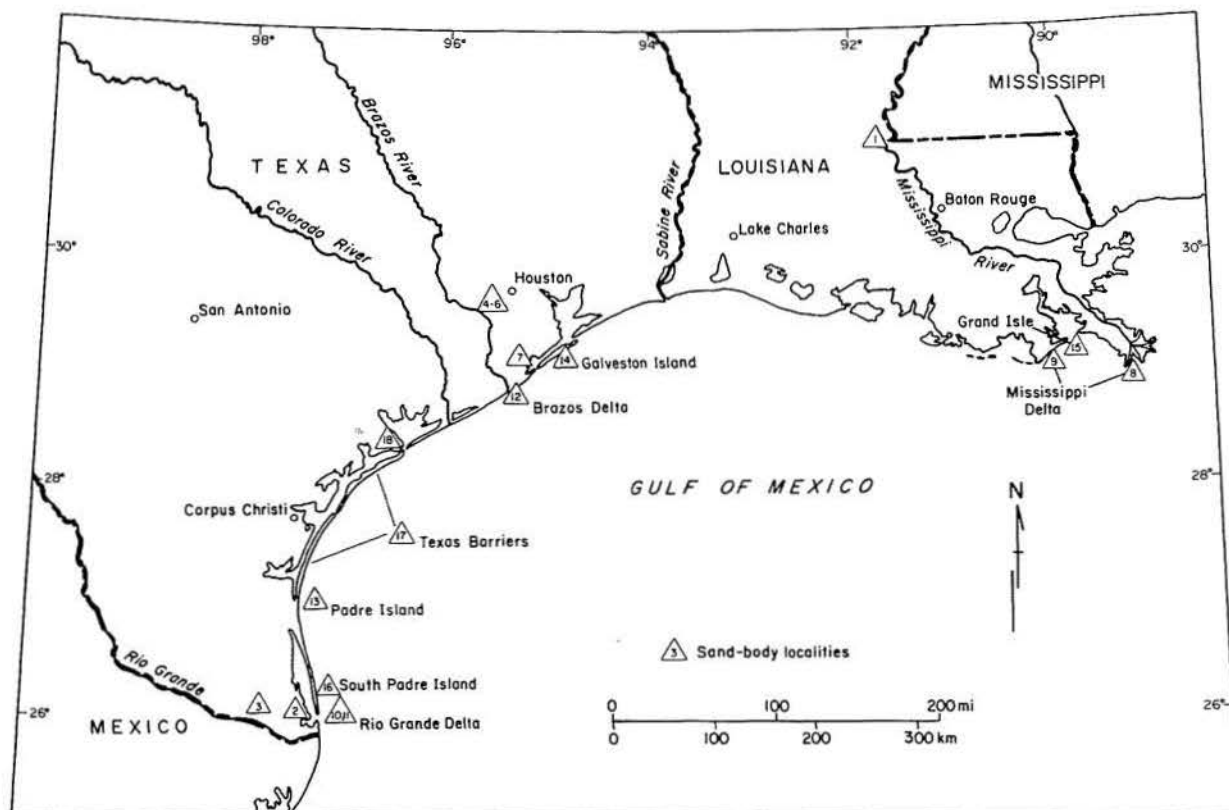 98°
96°
94
92°
90°
MISSISSIPPI
1
TEXAS
Brazos River
LOUISIANA
Sabine River
Mississippi
River
Baton Rouge
Colorado River
Lake Charles
30°
30°
Houston
San Antonio
4-6
Grand Isle
7
14
Galveston Island
15
9
8
Mississippi
Delta
12
Brazos Delta
18
28°
28°
GULF OF MEXICO
N
Corpus Christi
17
Texas Barriers
13
Padre Island
3
Sand-body localities
Rio Grande
16
South Padre Island
3
2
10,11
Rio Grande Delta
26°
26°
MEXICO
0
100
200 mi
0
100
200
300 km